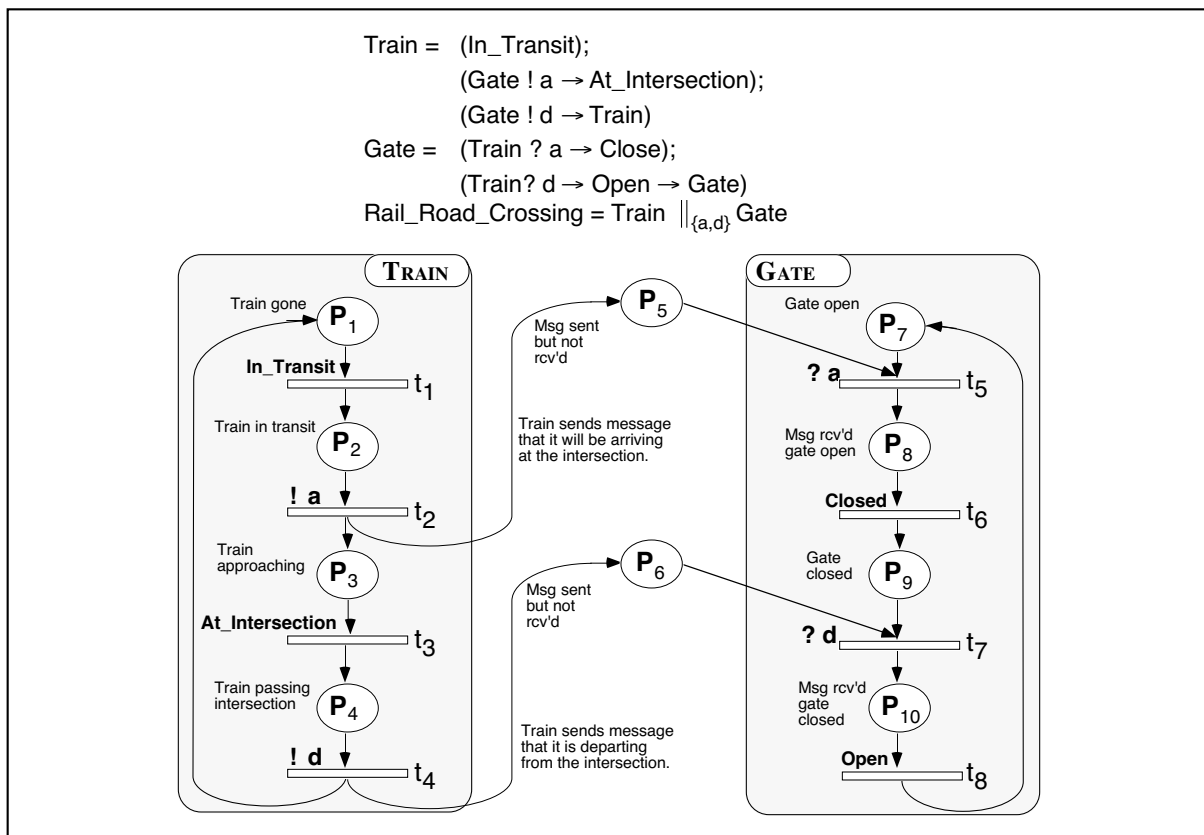 Train = (In_Transit);
(Gate ! a → At_Intersection);
(Gate ! d → Train)
Gate = (Train ? a → Close);
(Train? d → Open → Gate)
Rail_Road_Crossing = Train ||{a,d} Gate
TRAIN
Train gone
P1
In_Transit
t1
Train in transit
P2
! a
t2
Train
approaching
P3
At_Intersection
t3
Train passing
intersection
P4
! d
t4
P5
Msg sent
but not
rcv'd
Train sends message
that it will be arriving
at the intersection.
P6
Msg sent
but not
rcv'd
Train sends message
that it is departing
from the intersection.
GATE
Gate open
P7
? a
t5
Msg rcv'd
gate open
P8
Closed
t6
Gate
closed
P9
? d
t7
Msg rcv'd
gate
closed
P10
Open
t8